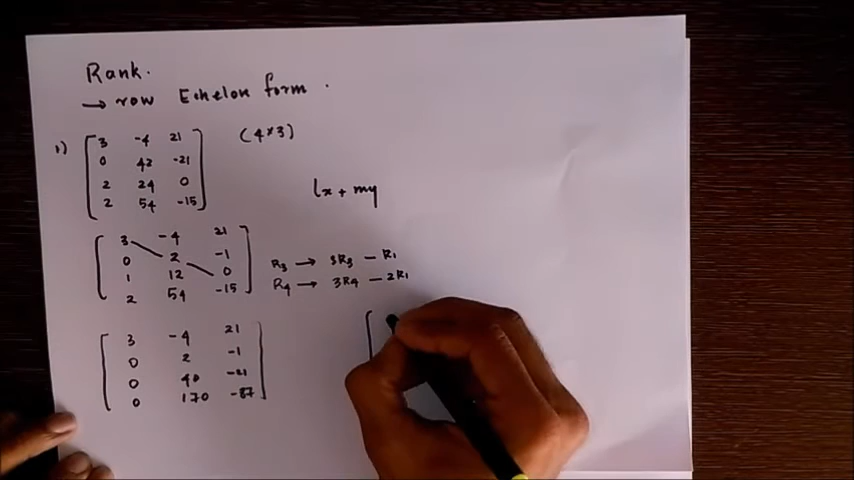 Rank.
→ row Echelon form .
1) [ 3 -4 21 ] (4×3)
0 42 -21
2 24 0
2 54 -15
lx + my
3 -4 21
0 2 -1
1 12 0
2 54 -15
R3 → 3R3 — R1
R4 → 3R4 — 2R1
3 -4 21
0 2 -1
0 40 -21
0 170 -87